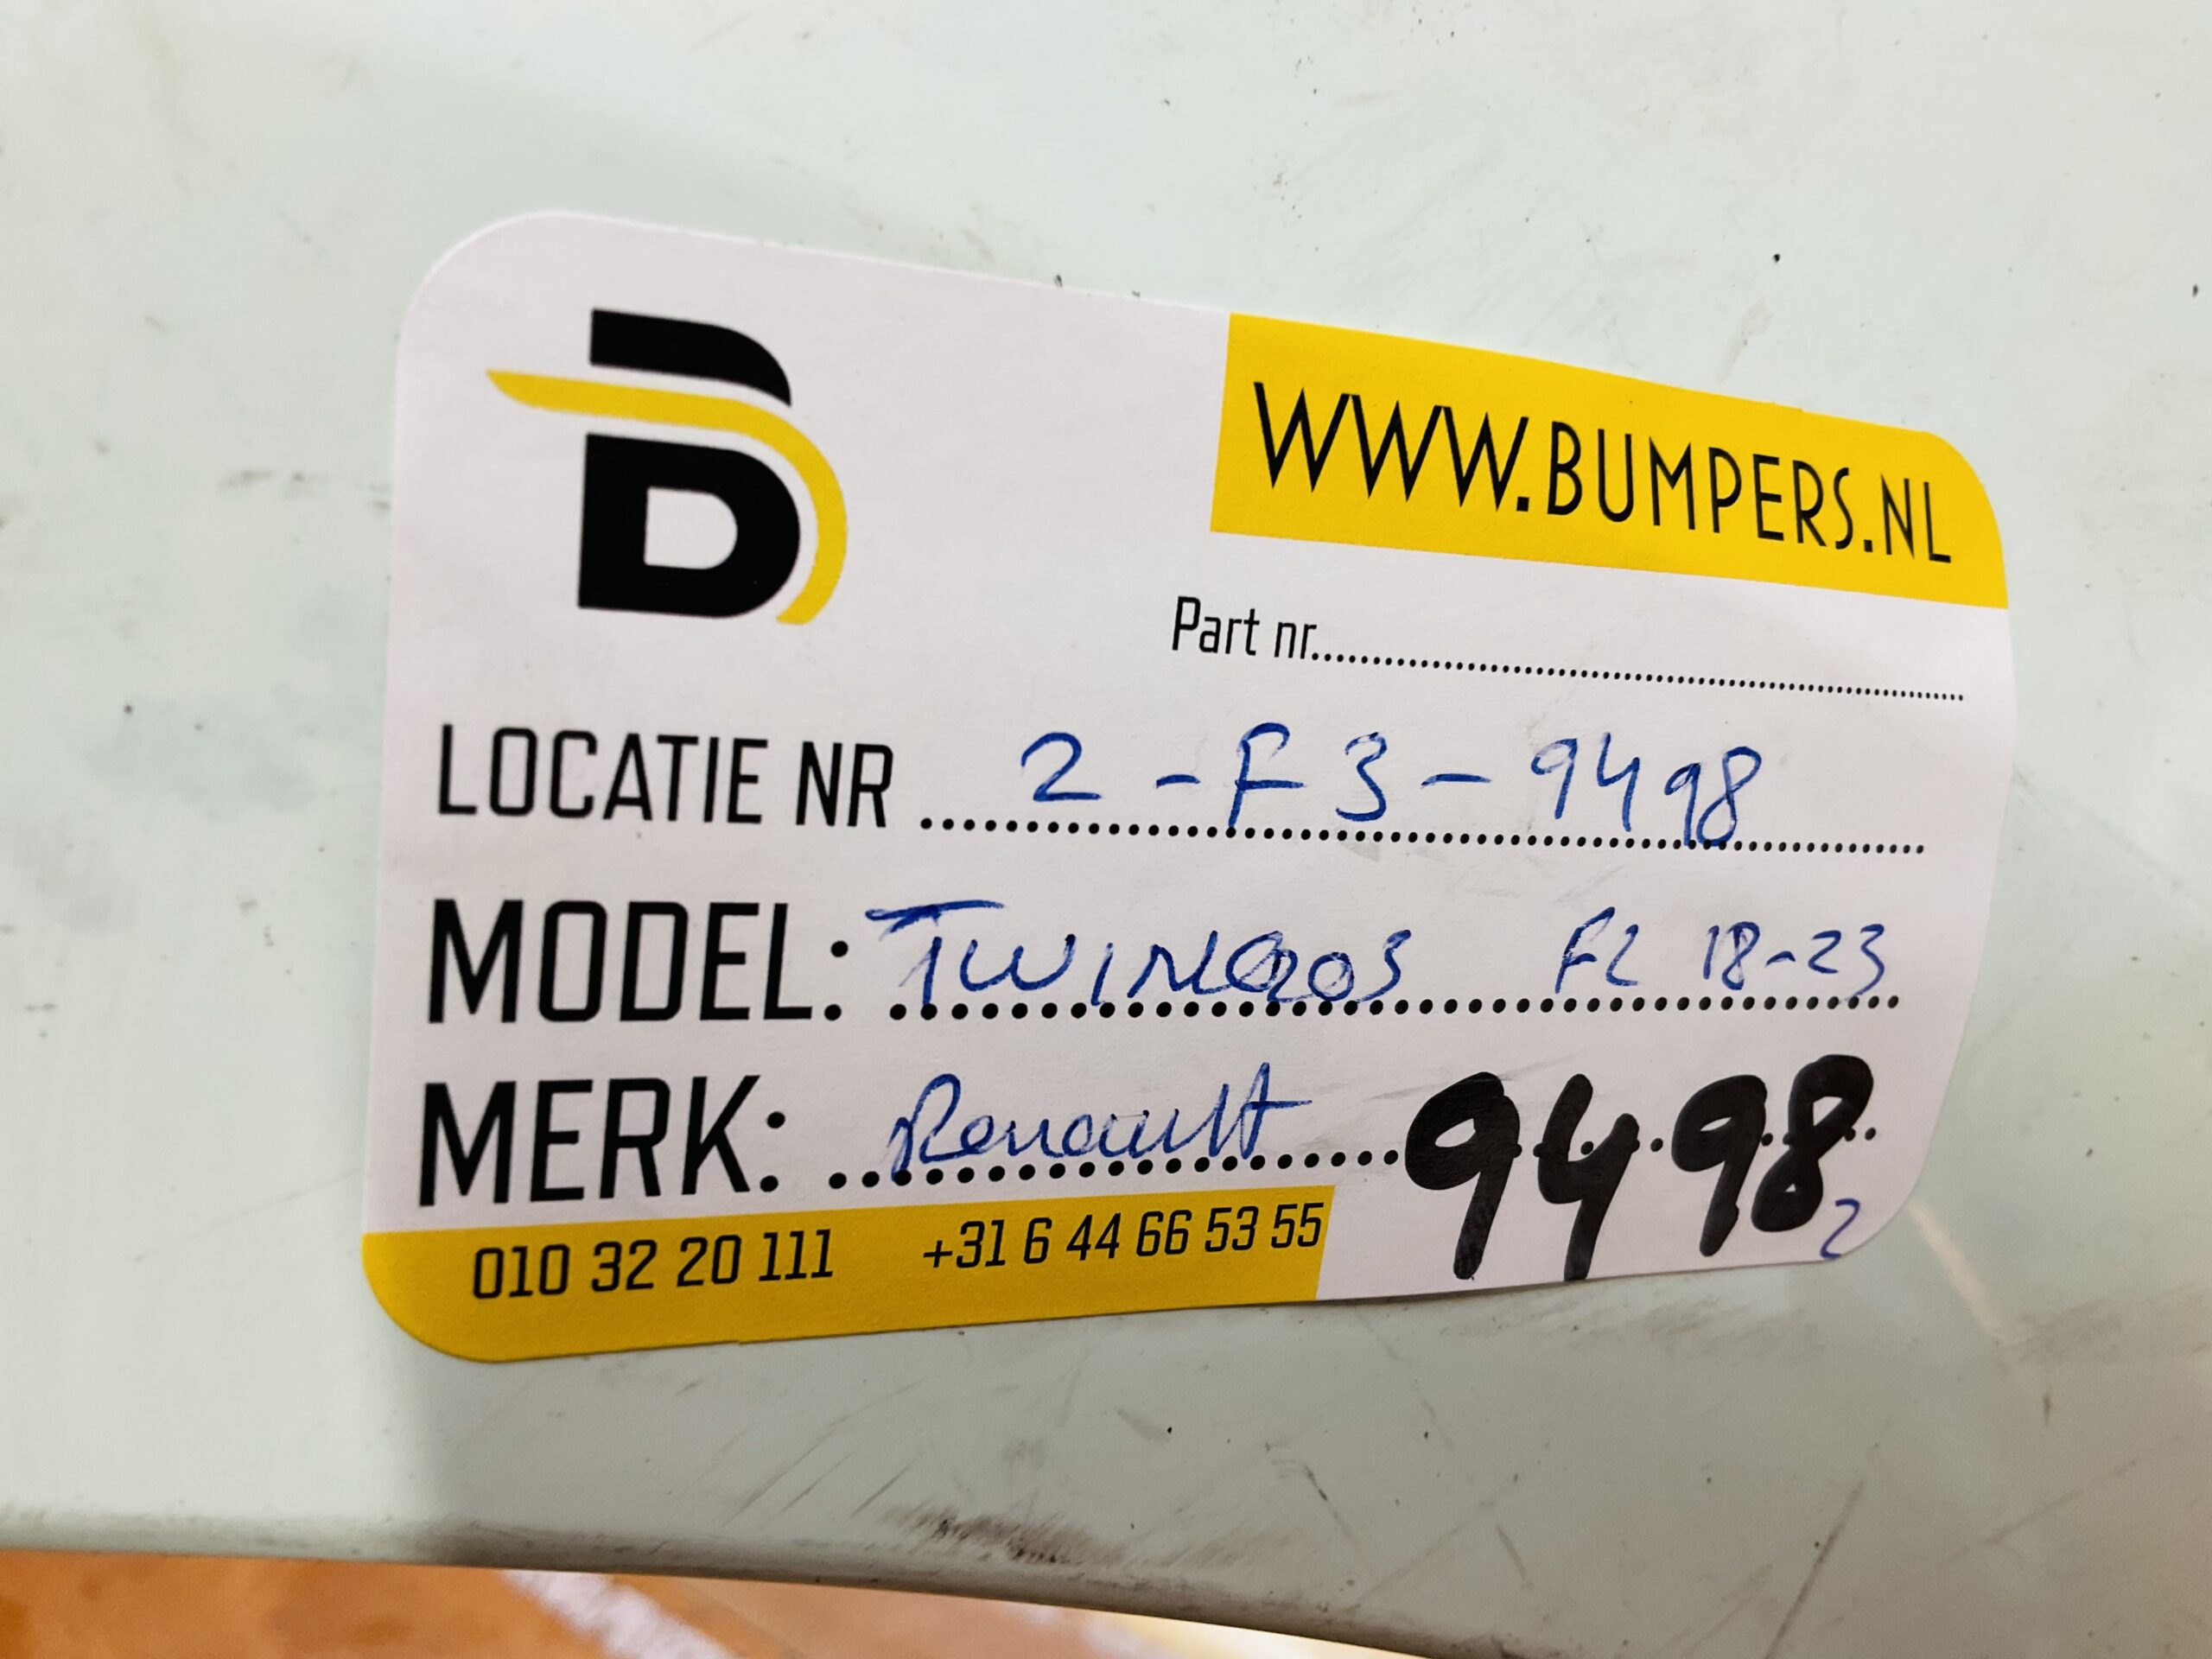 B
WWW.BUMPERS.NL
Part nr..........
LOCATIE NR ... 2 - F3 - 9498
MODEL: TWINGO3 FL 18-23
MERK: Renault 9498
2
010 32 20 111 +31 6 44 66 53 55